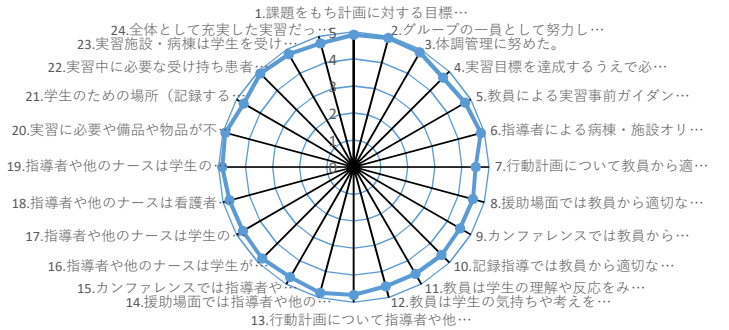 1.課題をもち計画に対する目標…
2.グループの一員として努力し…
3.体調管理に努めた。
4.実習目標を達成するうえで必…
5.教員による実習事前ガイダン…
6.指導者による病棟・施設オリ…
7.行動計画について教員から適…
8.援助場面では教員から適切な…
9.カンファレンスでは教員から…
10.記録指導では教員から適切な…
11.教員は学生の理解や反応をみ…
12.教員は学生の気持ちや考えを…
13.行動計画について指導者や他…
14.援助場面では指導者や他の…
15.カンファレンスでは指導者や…
16.指導者や他のナースは学生が…
17.指導者や他のナースは学生の…
18.指導者や他のナースは看護者…
19.指導者や他のナースは学生の…
20.実習に必要や備品や物品が不…
21.学生のための場所（記録する…
22.実習中に必要な受け持ち患者…
23.実習施設・病棟は学生を受け…
24.全体として充実した実習だっ…
5
4
3
2
1
0